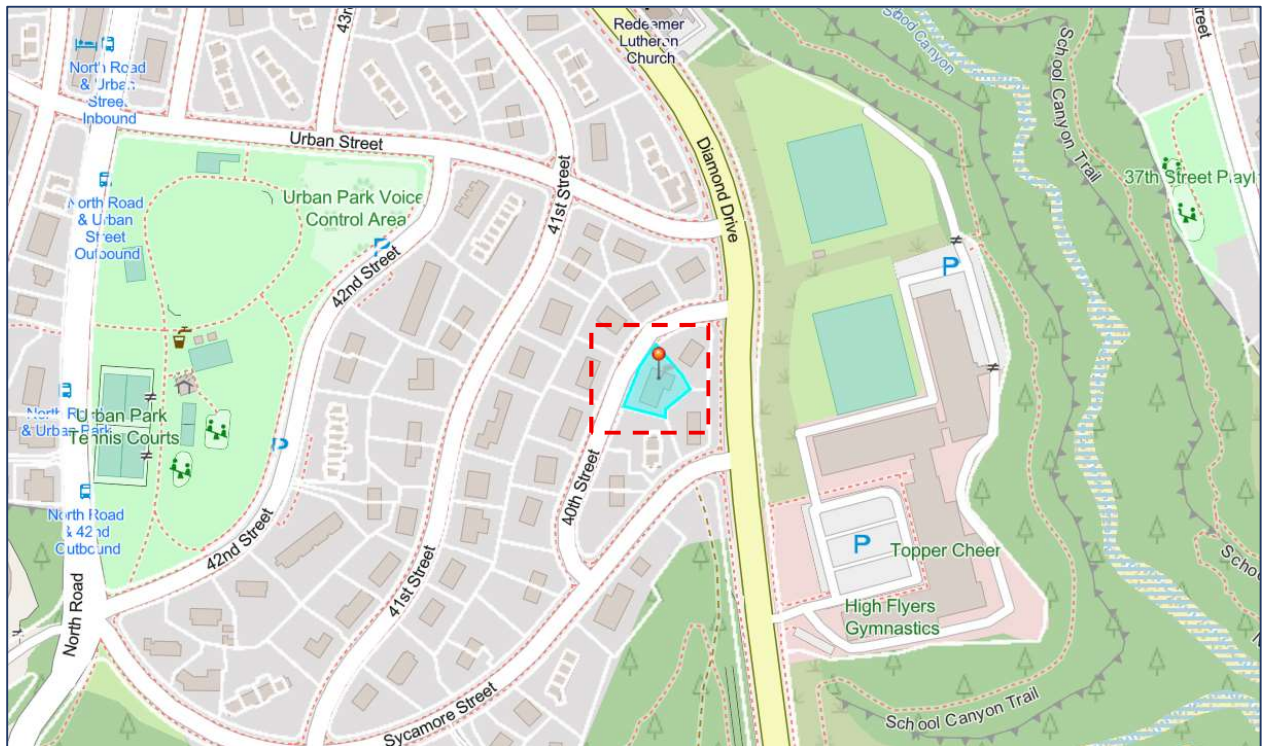 Redeemer
Lutheran
Church
43r
Street
School Canyon
School Canyon Trail
North Road
& Urban
Street
Inbound
Urban Street
Diamond Drive
41st Street
37th Street Playl
Urban Park Voice
Control Area
North Road
& Urban
Street
Outbound
P
42nd Street
P
North R
& Urban Park
Urban Park
Tennis Courts
P
40th Street
North Road
& 42nd
Outbound
42nd Street
41st Street
P
Topper Cheer
High Flyers
Gymnastics
School
North Road
Sycamore Street
School Canyon Trail